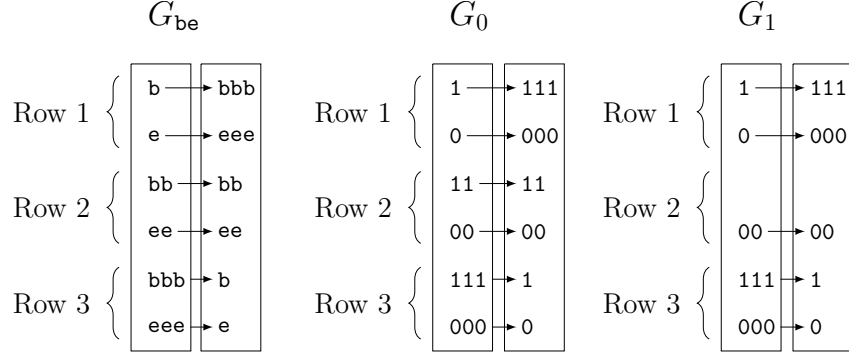 G_be G_0 G_1
Row 1 b bbb Row 1 1 111 Row 1 1 111
e eee 0 000 0 000
Row 2 bb bb Row 2 11 11 Row 2
ee ee 00 00 00 00
Row 3 bbb b Row 3 111 1 Row 3 111 1
eee e 000 0 000 0